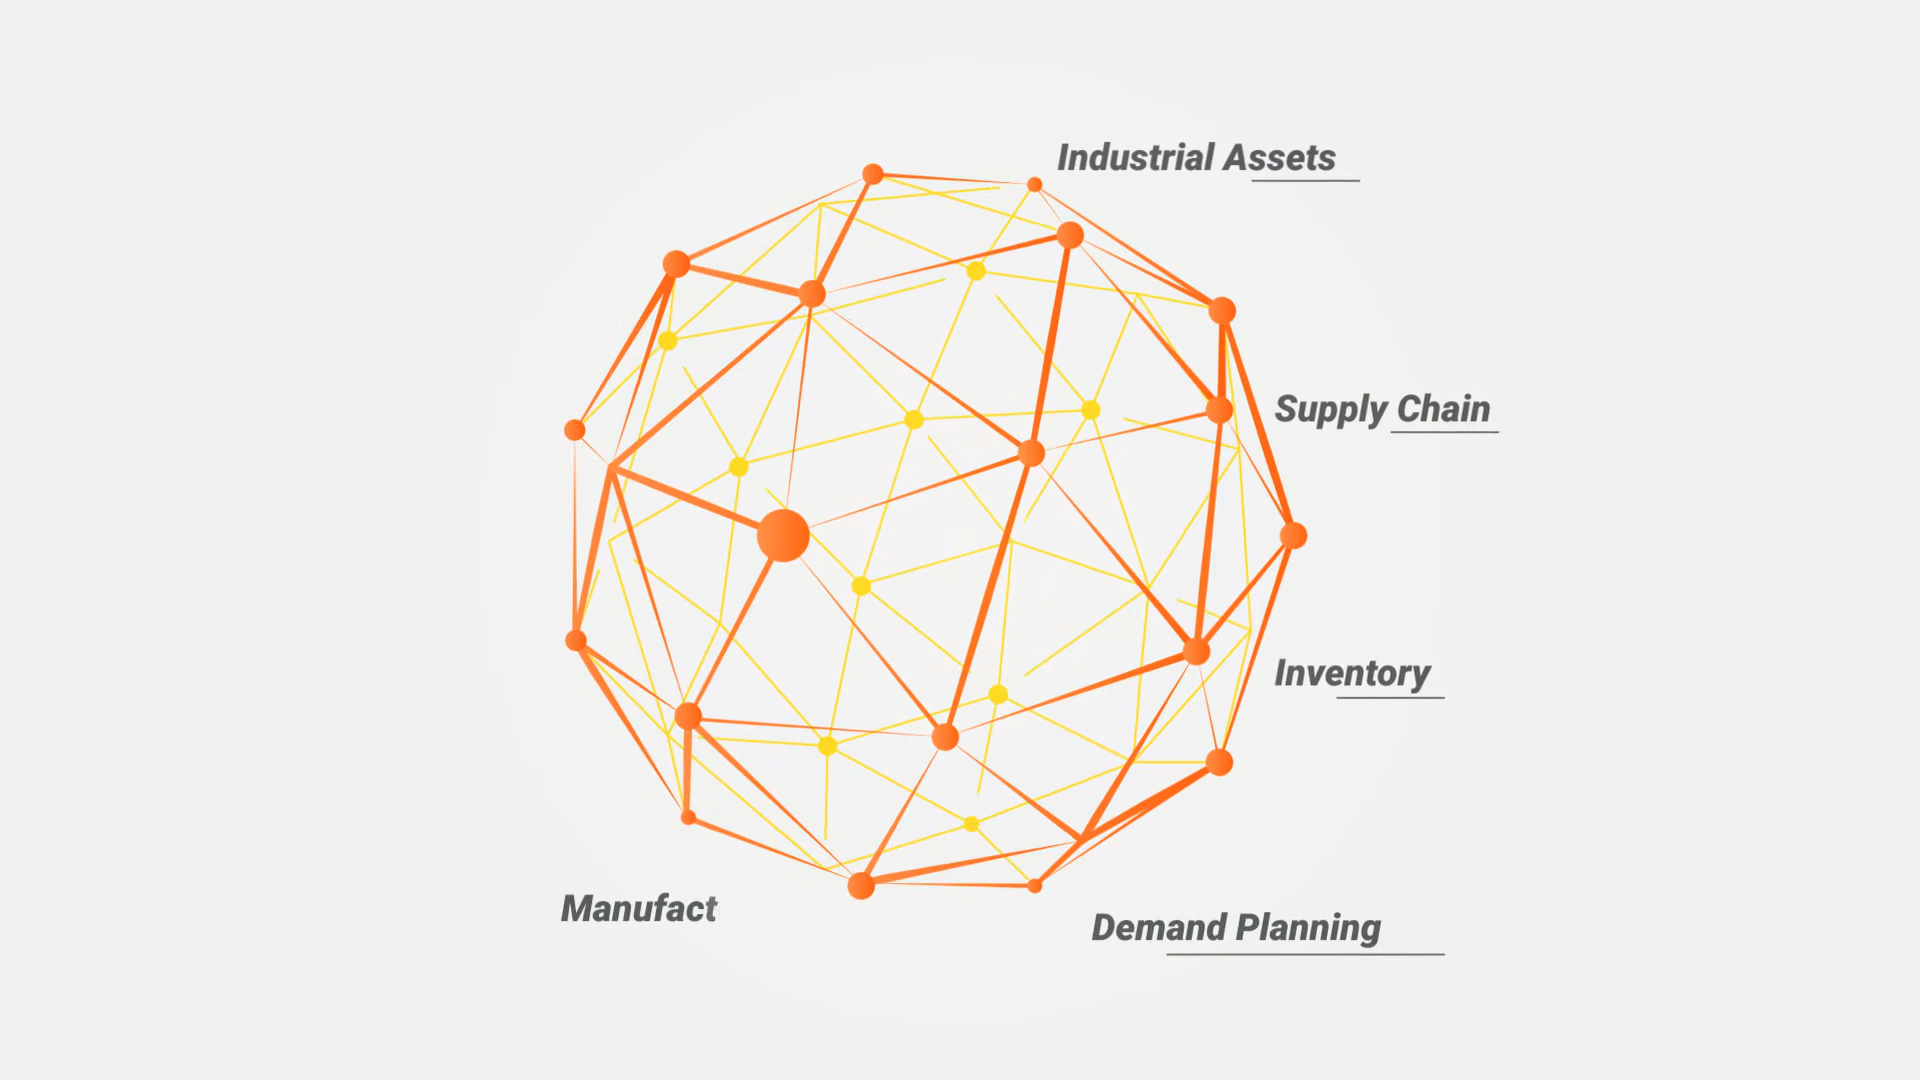 Industrial Assets
Supply Chain
Inventory
Manufact
Demand Planning